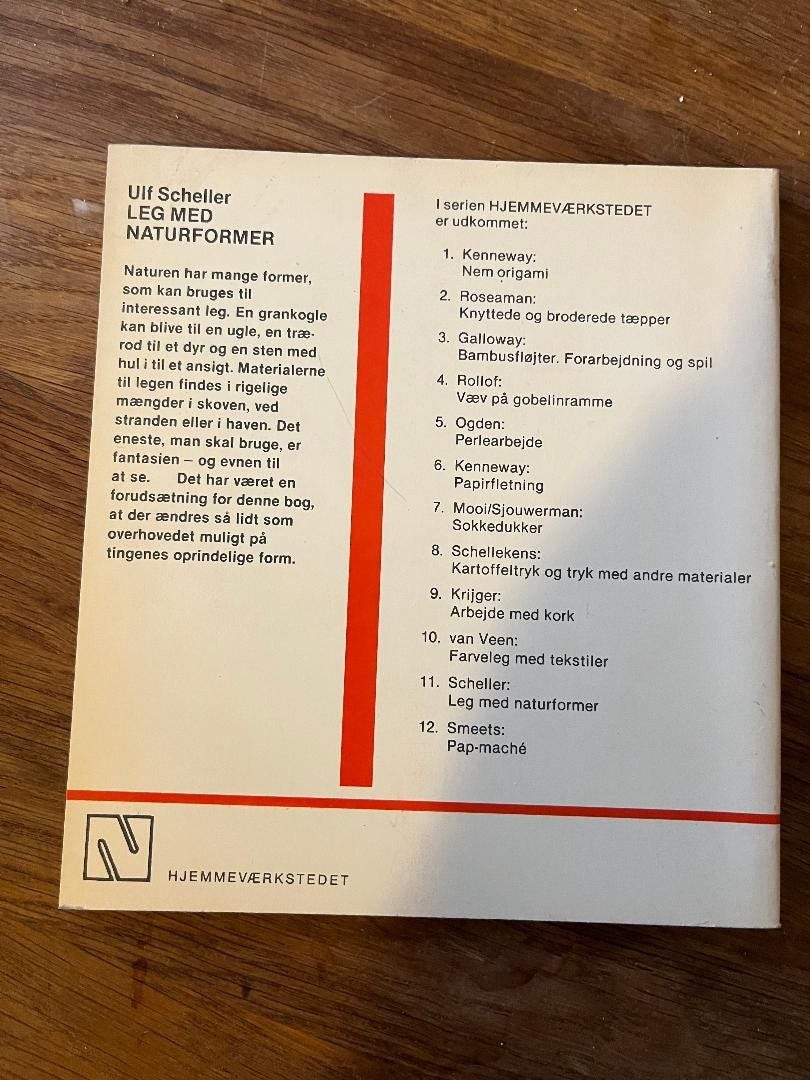 Ulf Scheller
LEG MED
NATURFORMER
Naturen har mange former,
som kan bruges til
interessant leg. En grankogle
kan blive til en ugle, en træ-
rod til et dyr og en sten med
hul i til et ansigt. Materialerne
til legen findes i rigelige
mængder i skoven, ved
stranden eller i haven. Det
eneste, man skal bruge, er
fantasien – og evnen til
at se. Det har været en
forudsætning for denne bog,
at der ændres så lidt som
overhovedet muligt på
tingenes oprindelige form.
I serien HJEMMEVÆRKSTEDET
er udkommet:
1. Kenneway:
Nem origami
2. Roseaman:
Knyttede og broderede tæpper
3. Galloway:
Bambusfløjter. Forarbejdning og spil
4. Rollof:
Væv på gobelinramme
5. Ogden:
Perlearbejde
6. Kenneway:
Papirfletning
7. Mooi/Sjouwerman:
Sokkedukker
8. Schellekens:
Kartoffeltryk og tryk med andre materialer
9. Krijger:
Arbejde med kork
10. van Veen:
Farveleg med tekstiler
11. Scheller:
Leg med naturformer
12. Smeets:
Pap-maché
N
HJEMMEVÆRKSTEDET